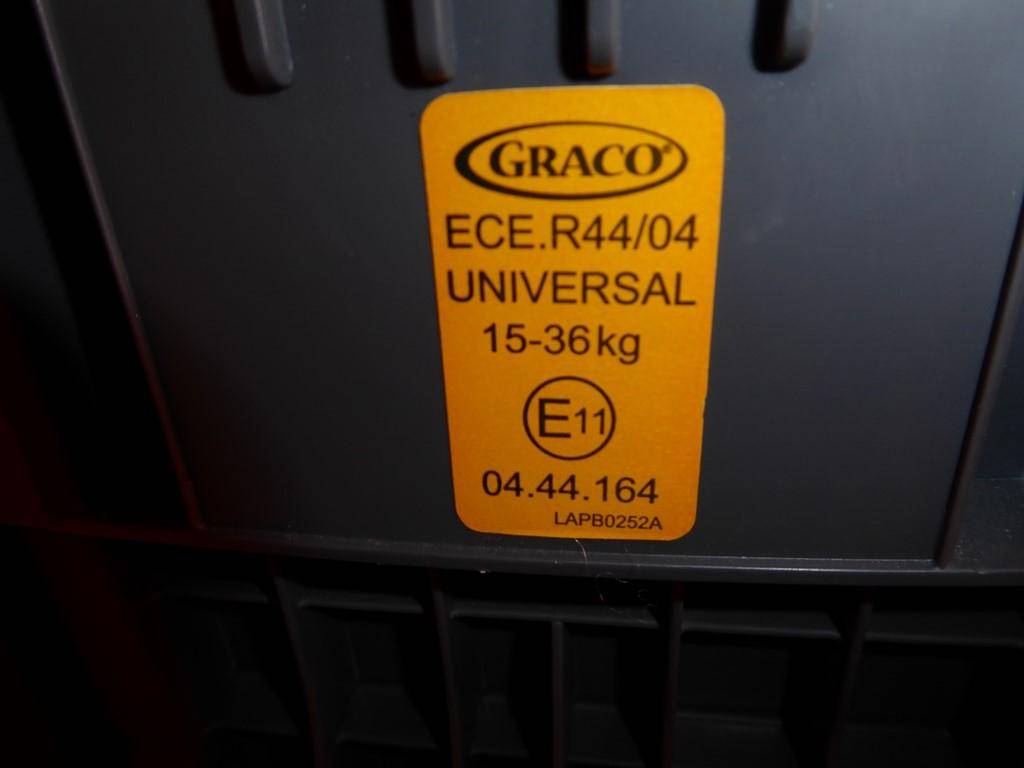 GRACO®
ECE.R44/04
UNIVERSAL
15-36kg
E11
04.44.164
LAPB0252A